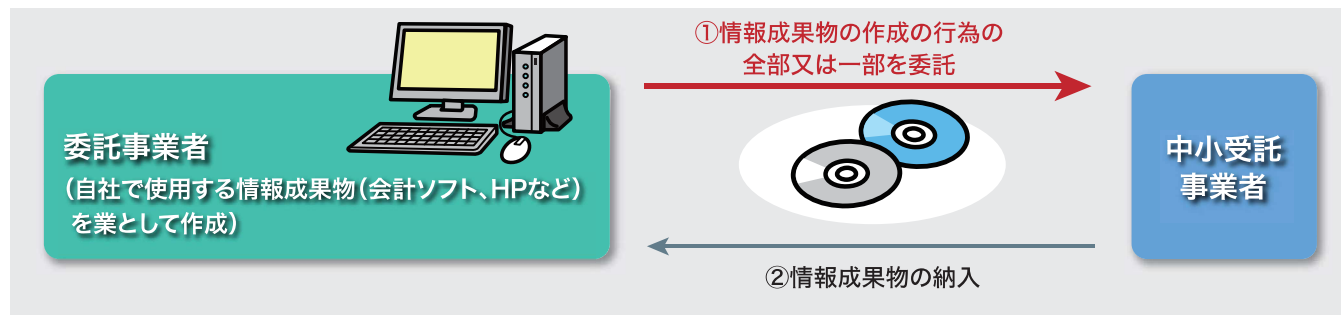 ①情報成果物の作成の行為の
全部又は一部を委託
委託事業者
（自社で使用する情報成果物（会計ソフト、HPなど）
を業として作成）
中小受託
事業者
②情報成果物の納入